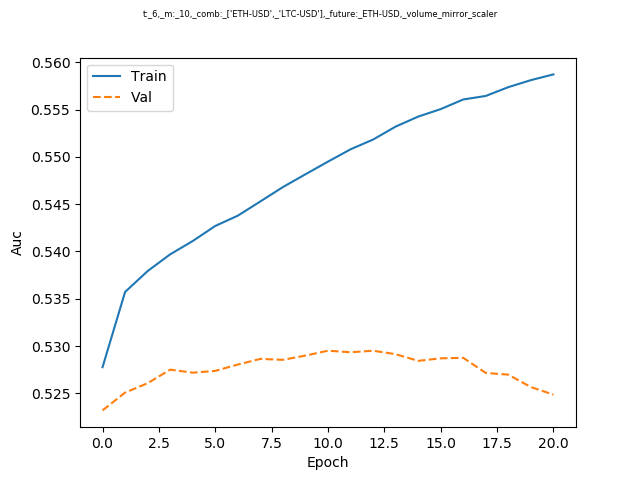 t:_6,_m:_10,_comb:_['ETH-USD',_'LTC-USD'],_future:_ETH-USD,_volume_mirror_scaler
0.560
0.555
0.550
0.545
0.540
0.535
0.530
0.525
Auc
Train
Val
0.0 2.5 5.0 7.5 10.0 12.5 15.0 17.5 20.0
Epoch